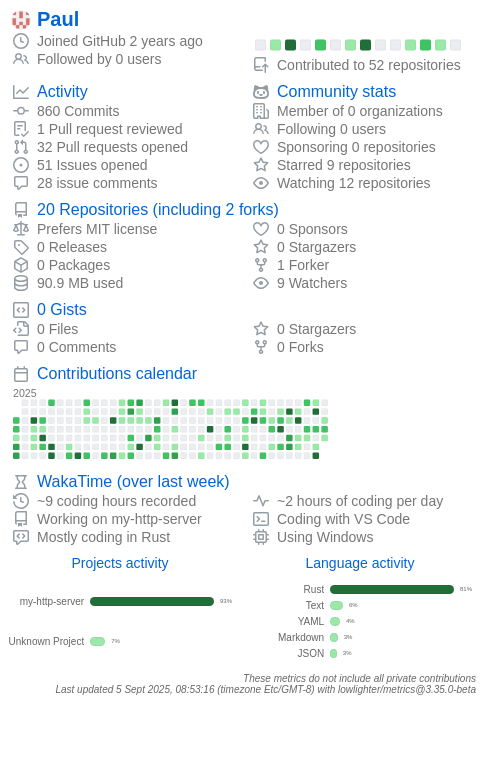 Paul
Joined GitHub 2 years ago
Followed by 0 users
Contributed to 52 repositories
Activity
860 Commits
1 Pull request reviewed
32 Pull requests opened
51 Issues opened
28 issue comments
Community stats
Member of 0 organizations
Following 0 users
Sponsoring 0 repositories
Starred 9 repositories
Watching 12 repositories
20 Repositories (including 2 forks)
Prefers MIT license
0 Releases
0 Packages
90.9 MB used
0 Sponsors
0 Stargazers
1 Forker
9 Watchers
0 Gists
0 Files
0 Comments
0 Stargazers
0 Forks
Contributions calendar
2025
WakaTime (over last week)
~9 coding hours recorded
Working on my-http-server
Mostly coding in Rust
~2 hours of coding per day
Coding with VS Code
Using Windows
Projects activity
my-http-server 93%
Unknown Project 7%
Language activity
Rust 81%
Text 6%
YAML 4%
Markdown 3%
JSON 3%
These metrics do not include all private contributions
Last updated 5 Sept 2025, 08:53:16 (timezone Etc/GMT-8) with lowlighter/metrics@3.35.0-beta